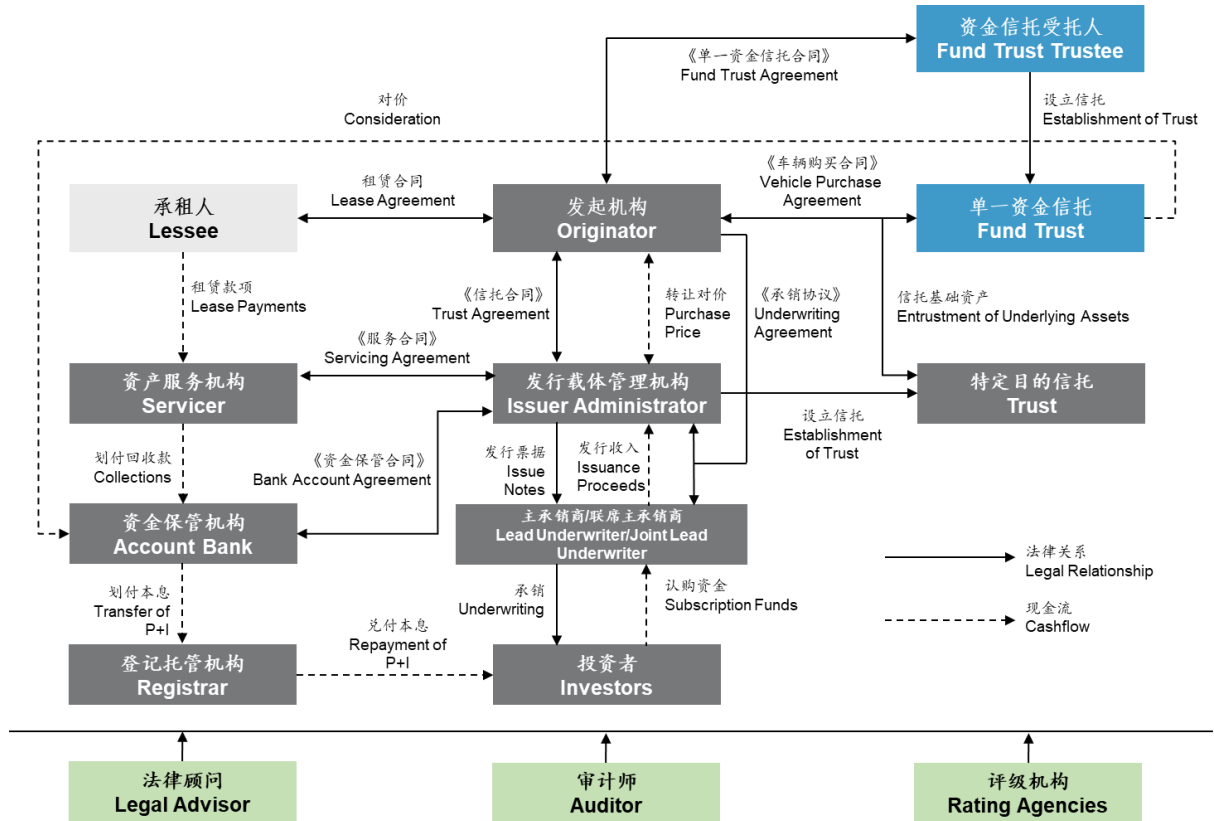 资金信托受托人
Fund Trust Trustee
《单一资金信托合同》
Fund Trust Agreement
对价
Consideration
设立信托
Establishment of Trust
承租人
Lessee
租赁合同
Lease Agreement
发起机构
Originator
《车辆购买合同》
Vehicle Purchase
Agreement
单一资金信托
Fund Trust
租赁款项
Lease Payments
《信托合同》
Trust Agreement
转让对价
Purchase
Price
《承销协议》
Underwriting
Agreement
信托基础资产
Entrustment of Underlying Assets
《服务合同》
Servicing Agreement
资产服务机构
Servicer
发行载体管理机构
Issuer Administrator
特定目的信托
Trust
设立信托
Establishment
of Trust
划付回收款
Collections
《资金保管合同》
Bank Account Agreement
发行票据
Issue
Notes
发行收入
Issuance
Proceeds
资金保管机构
Account Bank
主承销商/联席主承销商
Lead Underwriter/Joint Lead
Underwriter
法律关系
Legal Relationship
划付本息
Transfer of
P+I
承销
Underwriting
认购资金
Subscription Funds
现金流
Cashflow
兑付本息
Repayment of
P+I
登记托管机构
Registrar
投资者
Investors
法律顾问
Legal Advisor
审计师
Auditor
评级机构
Rating Agencies